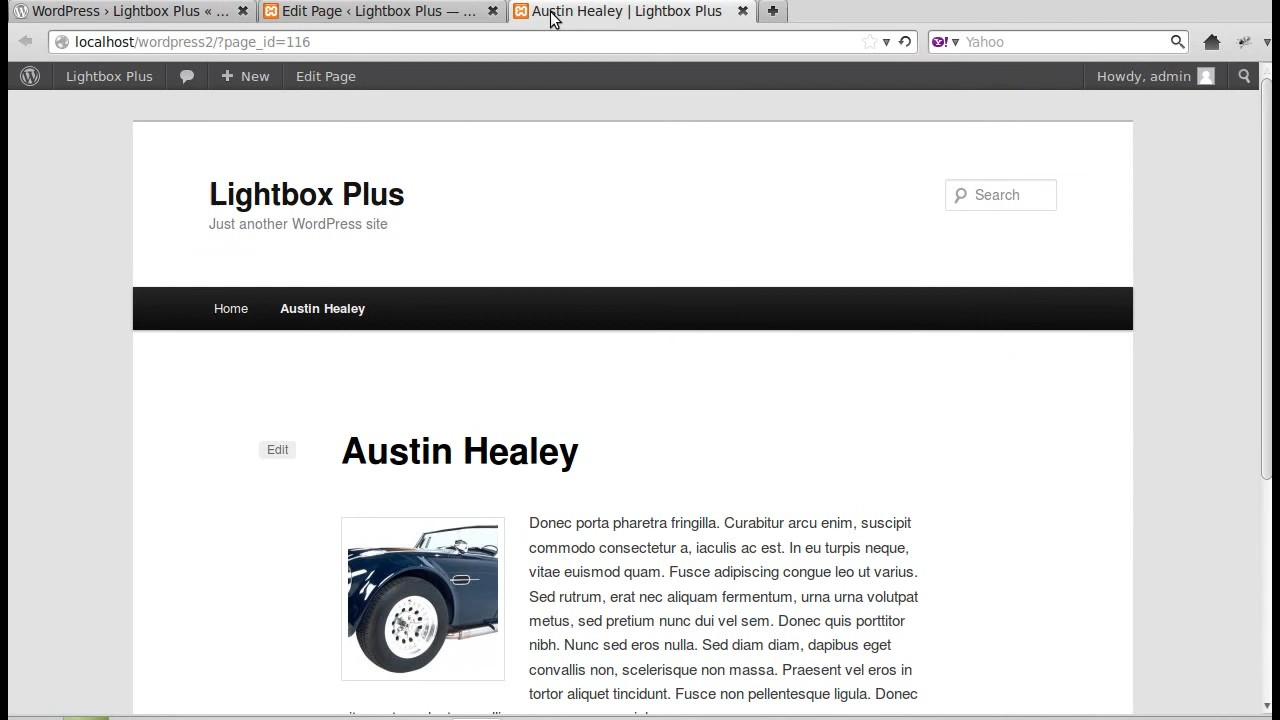 WordPress › Lightbox Plus « ...
Edit Page ‹ Lightbox Plus — ...
Austin Healey | Lightbox Plus
localhost/wordpress2/?page_id=116
Yahoo
Lightbox Plus
New
Edit Page
Howdy, admin
Lightbox Plus
Just another WordPress site
Search
Home
Austin Healey
Edit
Austin Healey
Donec porta pharetra fringilla. Curabitur arcu enim, suscipit
commodo consectetur a, iaculis ac est. In eu turpis neque,
vitae euismod quam. Fusce adipiscing congue leo ut varius.
Sed rutrum, erat nec aliquam fermentum, urna urna volutpat
metus, sed pretium nunc dui vel sem. Donec quis porttitor
nibh. Nunc sed eros nulla. Sed diam diam, dapibus eget
convallis non, scelerisque non massa. Praesent vel eros in
tortor aliquet tincidunt. Fusce non pellentesque ligula. Donec